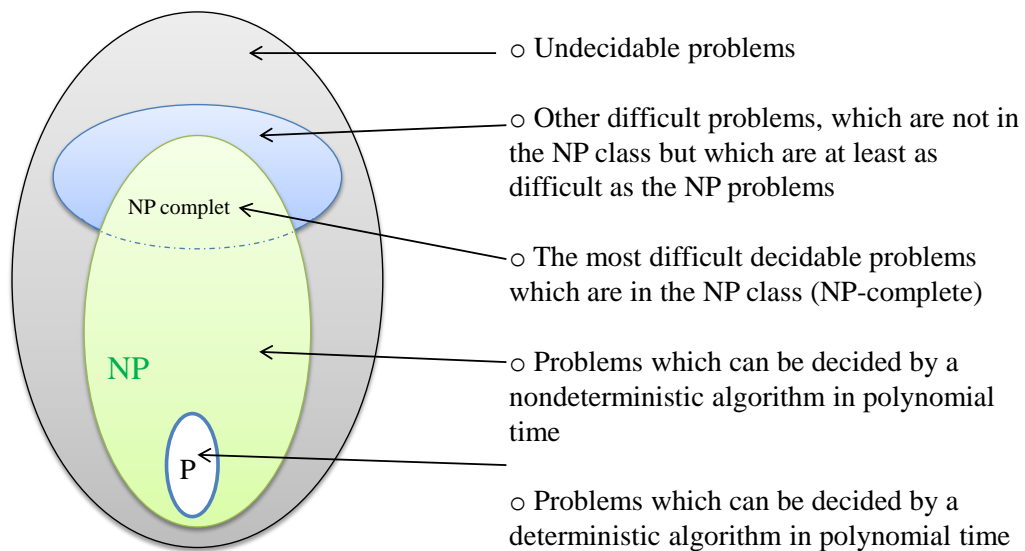 o Undecidable problems
o Other difficult problems, which are not in
the NP class but which are at least as
difficult as the NP problems
NP complet
o The most difficult decidable problems
which are in the NP class (NP-complete)
NP
o Problems which can be decided by a
nondeterministic algorithm in polynomial
time
P
o Problems which can be decided by a
deterministic algorithm in polynomial time